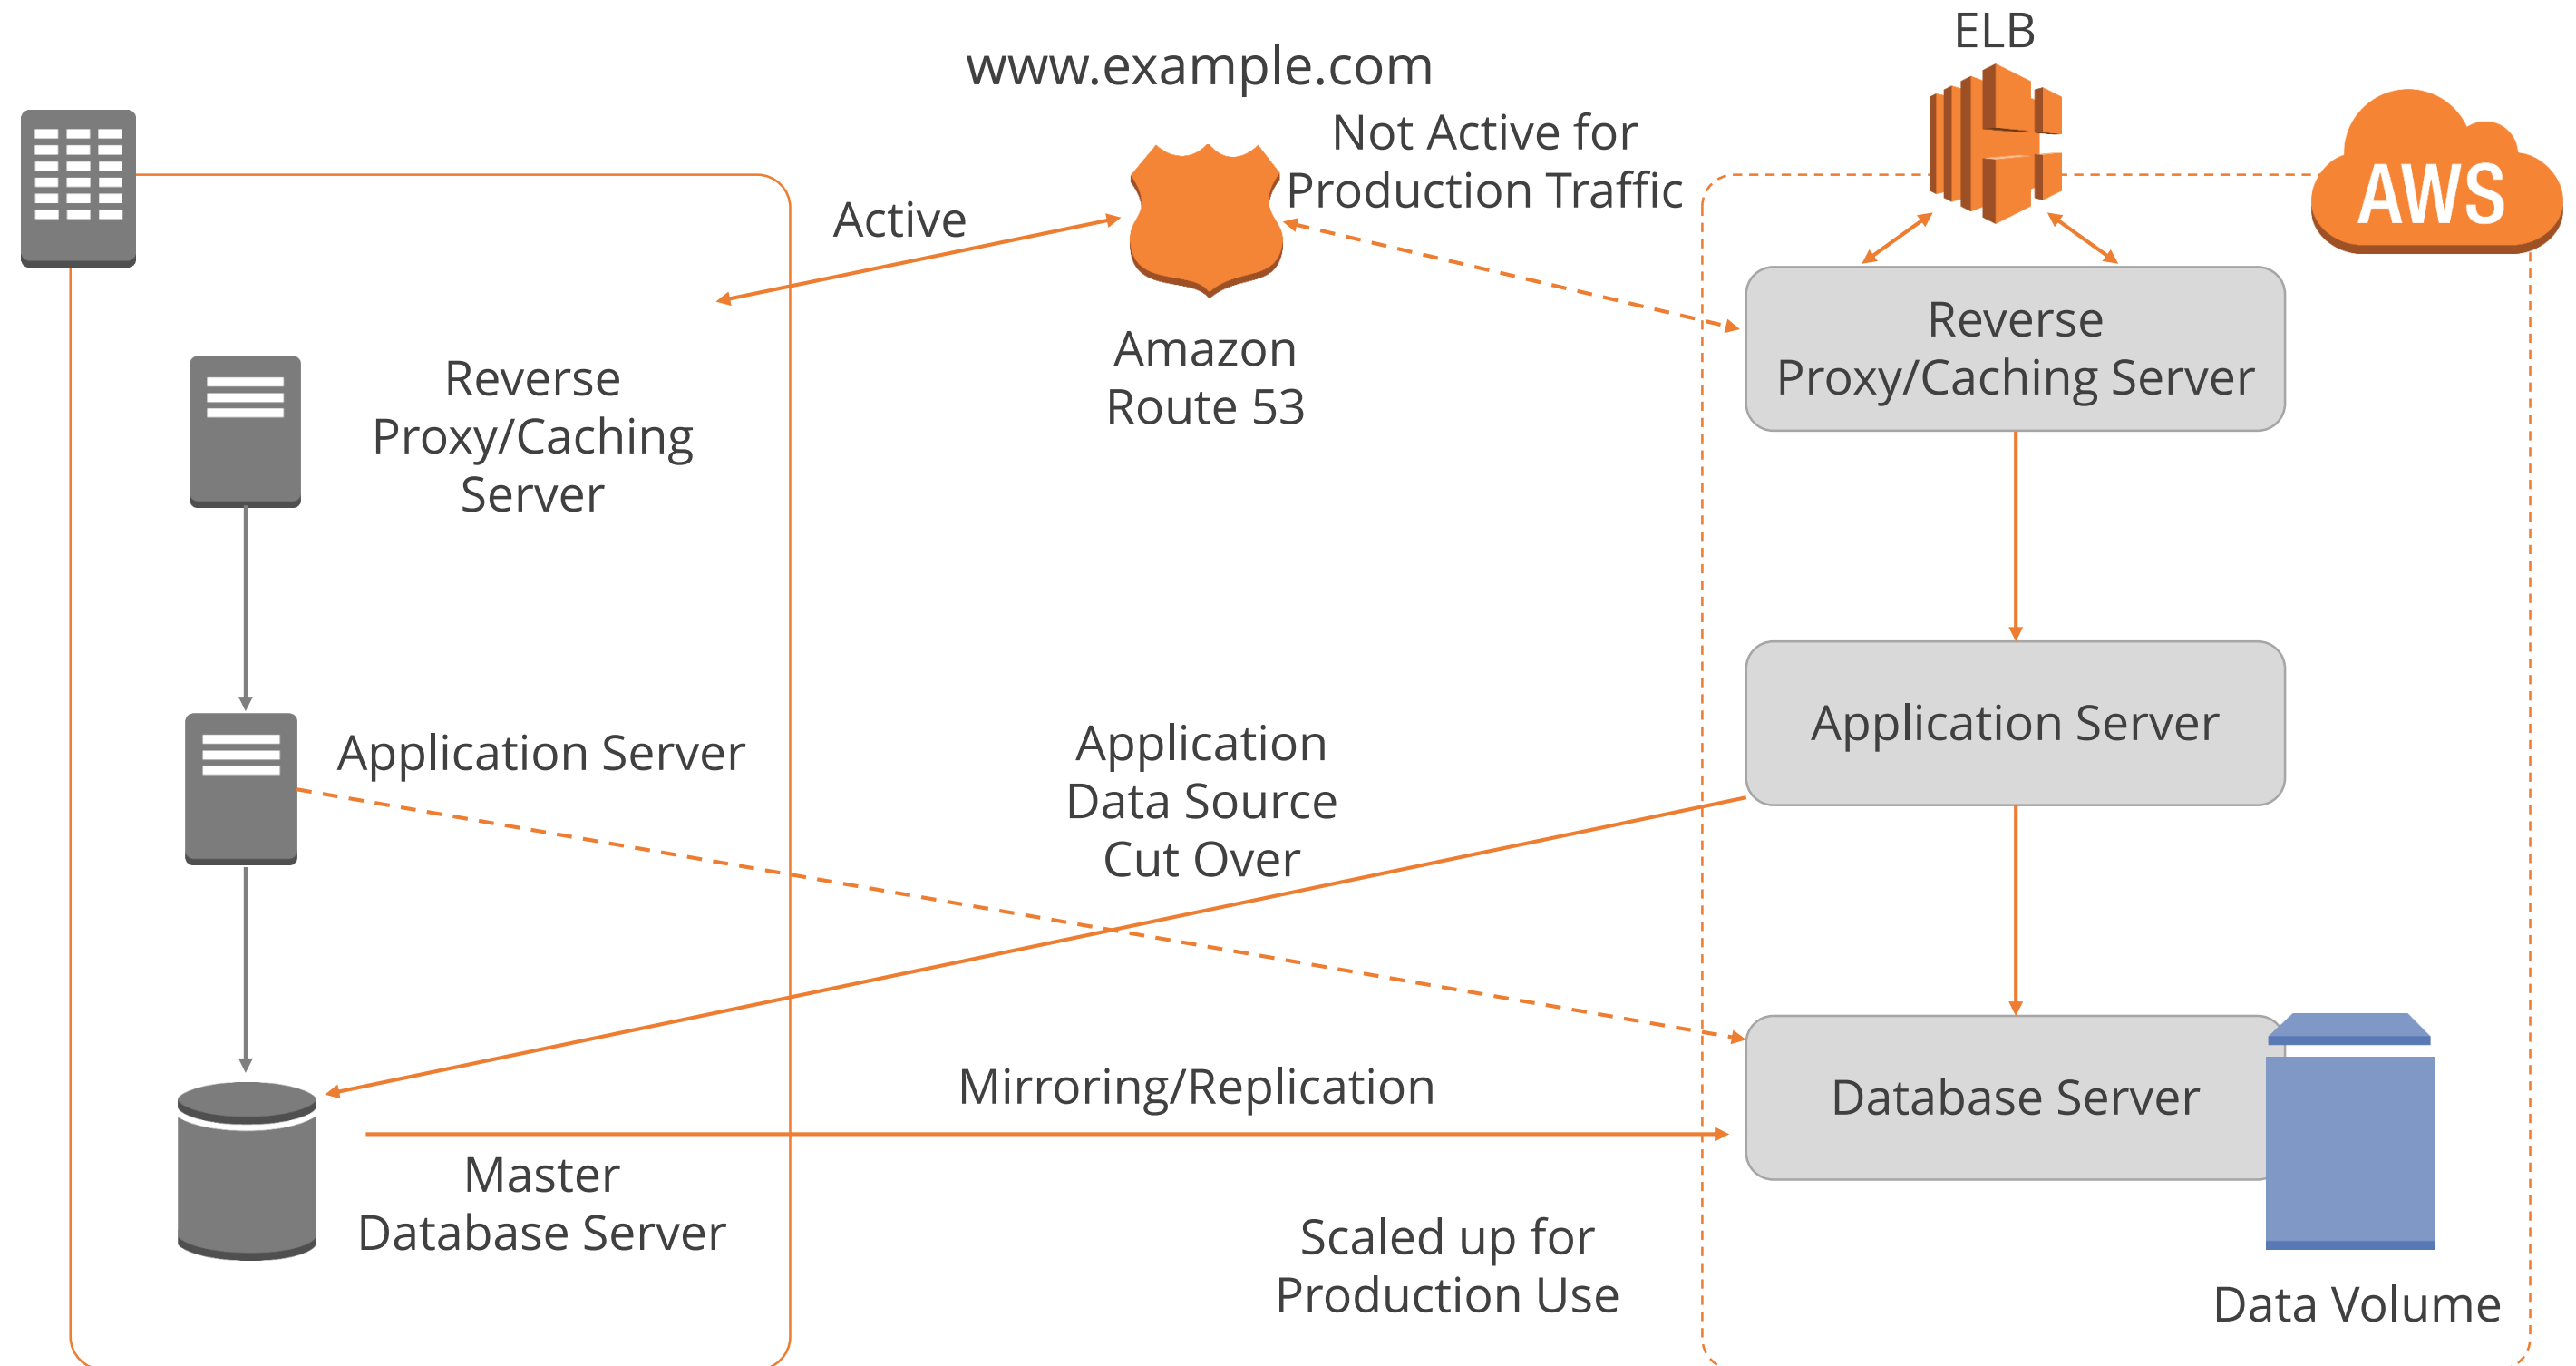 ELB
www.example.com
Not Active for
Production Traffic
AWS
Active
Reverse
Proxy/Caching Server
Amazon
Route 53
Reverse
Proxy/Caching
Server
Application Server
Application Server
Application
Data Source
Cut Over
Mirroring/Replication
Database Server
Master
Database Server
Scaled up for
Production Use
Data Volume